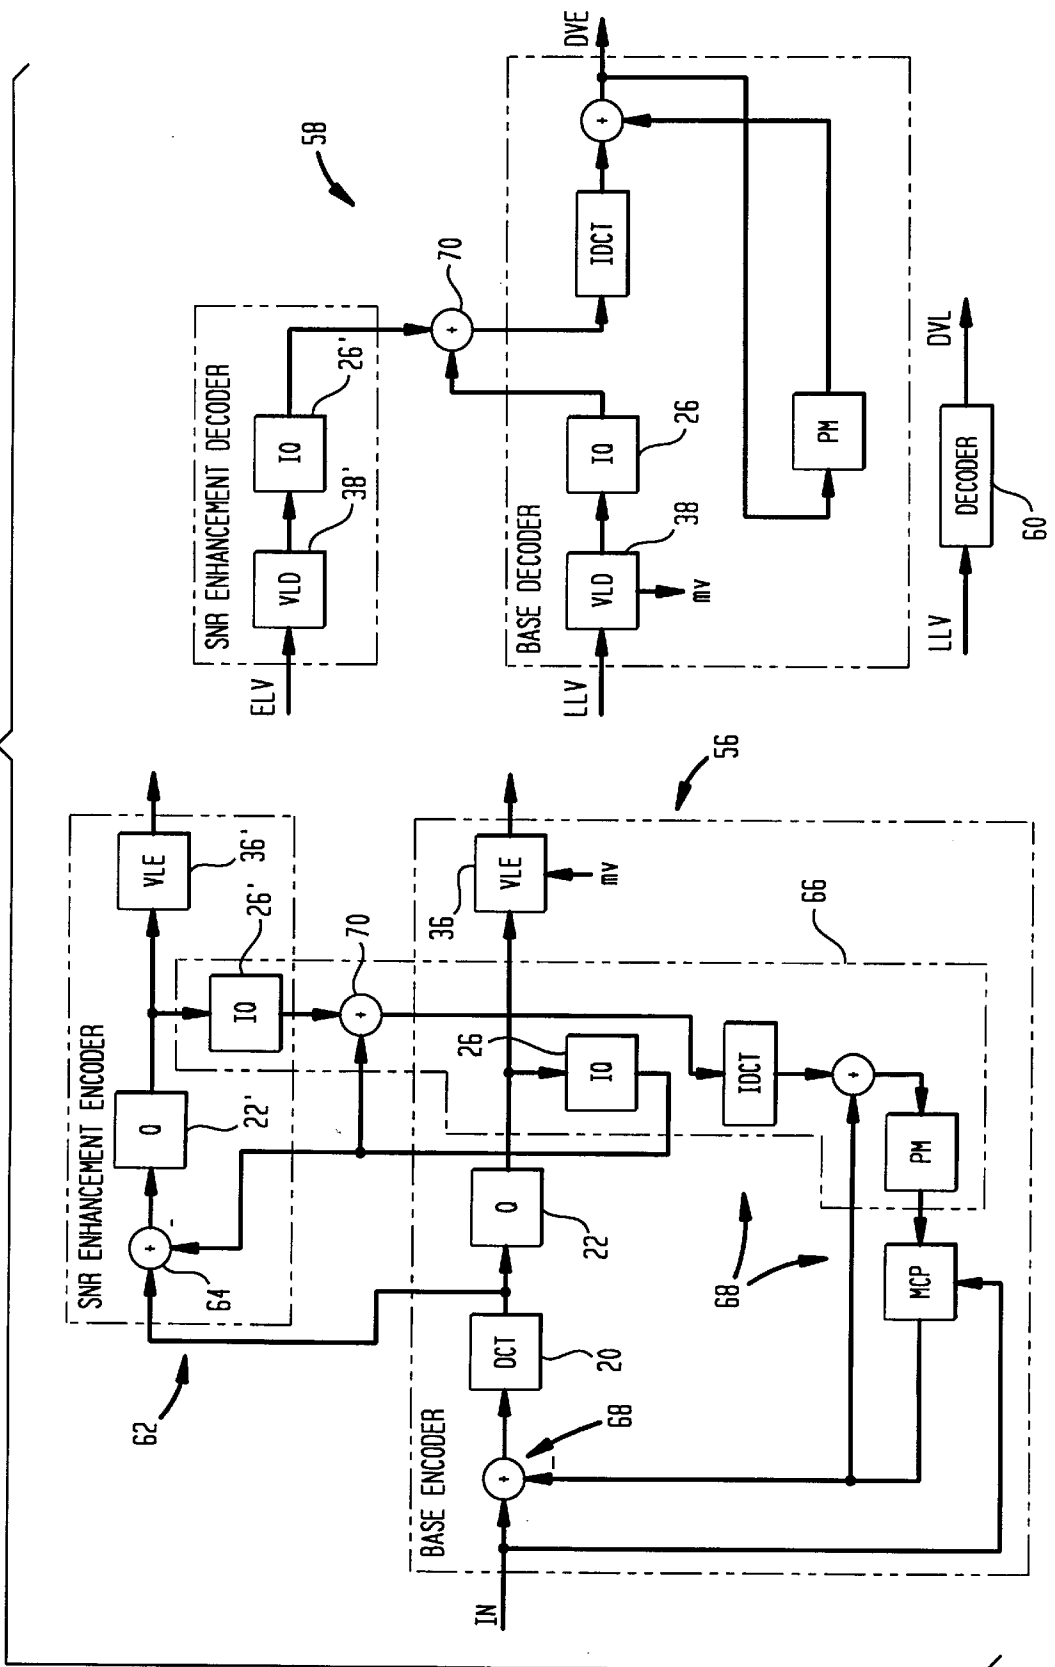 SNR ENHANCEMENT ENCODER
64
Q
22'
VLE
36'
IQ
26'
70
62
BASE ENCODER
IN
68
DCT
20
Q
22
VLE
36
mv
IQ
26
IDCT
PM
MCP
68
66
56
58
SNR ENHANCEMENT DECODER
ELV
VLD
38'
IQ
26'
70
BASE DECODER
LLV
VLD
38
mv
IQ
26
IDCT
DVE
PM
LLV
DECODER
60
DVL
+
+
+
+
+
+
−
-